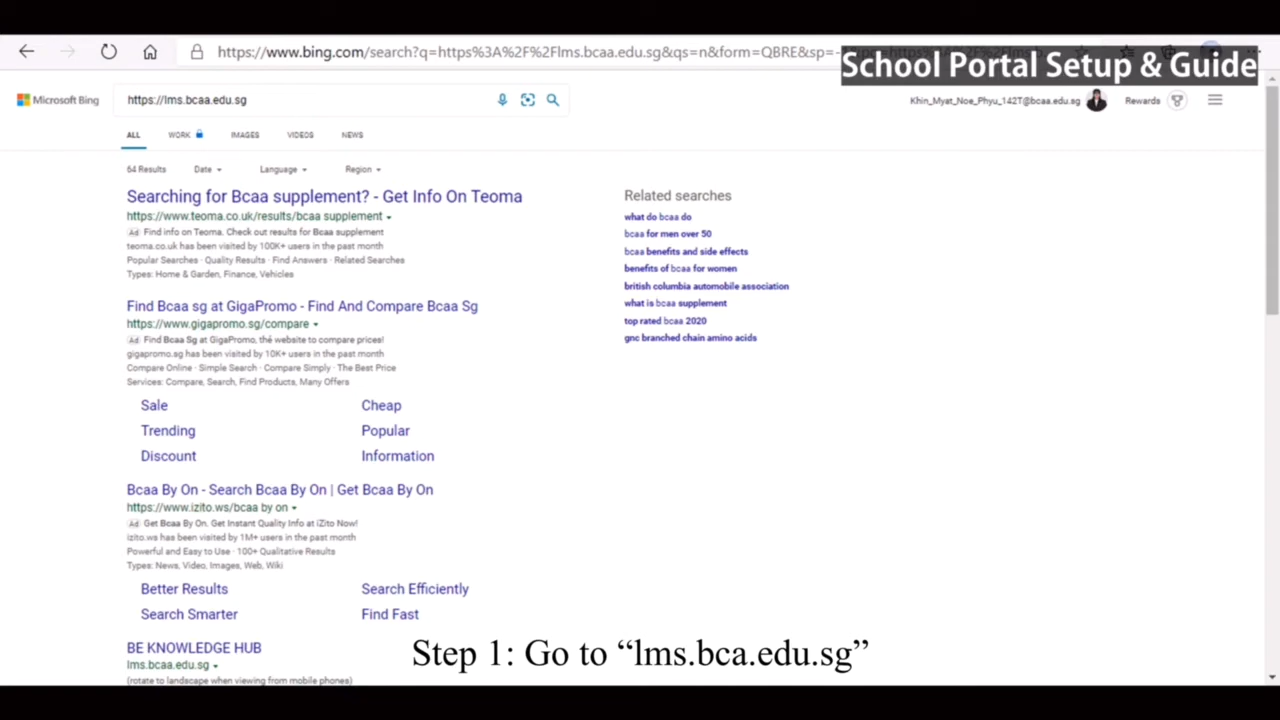 https://www.bing.com/search?q=https%3A%2F%2Flms.bcaa.edu.sg&qs=n&form=QBRE&sp=-
School Portal Setup & Guide
Microsoft Bing
https://lms.bcaa.edu.sg
Khin_Myat_Noe_Phyu_142T@bcaa.edu.sg
Rewards
ALL WORK IMAGES VIDEOS NEWS
64 Results Date Language Region
Searching for Bcaa supplement? - Get Info On Teoma
https://www.teoma.co.uk/results/bcaa supplement
Ad Find info on Teoma. Check out results for Bcaa supplement
teoma.co.uk has been visited by 100K+ users in the past month
Popular Searches · Quality Results · Find Answers · Related Searches
Types: Home & Garden, Finance, Vehicles
Find Bcaa sg at GigaPromo - Find And Compare Bcaa Sg
https://www.gigapromo.sg/compare
Ad Find Bcaa Sg at GigaPromo, thé website to compare prices!
gigapromo.sg has been visited by 10K+ users in the past month
Compare Online · Simple Search · Compare Simply · The Best Price
Services: Compare, Search, Find Products, Many Offers
Sale Cheap
Trending Popular
Discount Information
Bcaa By On - Search Bcaa By On | Get Bcaa By On
https://www.izito.ws/bcaa by on
Ad Get Bcaa By On. Get Instant Quality Info at iZito Now!
izito.ws has been visited by 1M+ users in the past month
Powerful and Easy to Use · 100+ Qualitative Results
Types: News, Video, Images, Web, Wiki
Better Results Search Efficiently
Search Smarter Find Fast
BE KNOWLEDGE HUB
lms.bcaa.edu.sg
(rotate to landscape when viewing from mobile phones)
Related searches
what do bcaa do
bcaa for men over 50
bcaa benefits and side effects
benefits of bcaa for women
british columbia automobile association
what is bcaa supplement
top rated bcaa 2020
gnc branched chain amino acids
Step 1: Go to “lms.bca.edu.sg”